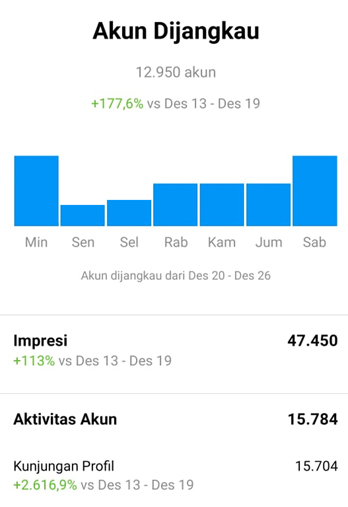 Akun Dijangkau
12.950 akun
+177,6% vs Des 13 - Des 19
Min Sen Sel Rab Kam Jum Sab
Akun dijangkau dari Des 20 - Des 26
Impresi 47.450
+113% vs Des 13 - Des 19
Aktivitas Akun 15.784
Kunjungan Profil 15.704
+2.616,9% vs Des 13 - Des 19